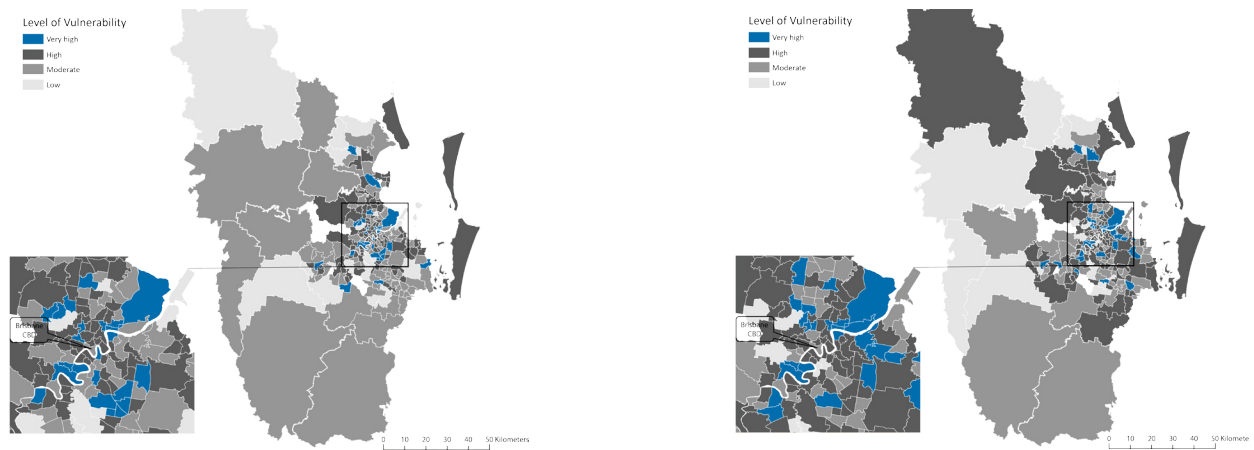 Level of Vulnerability
Very high
High
Moderate
Low
Brisbane
CBD
0 10 20 30 40 50 Kilometers
Level of Vulnerability
Very high
High
Moderate
Low
Brisbane
CBD
0 10 20 30 40 50 Kilomete